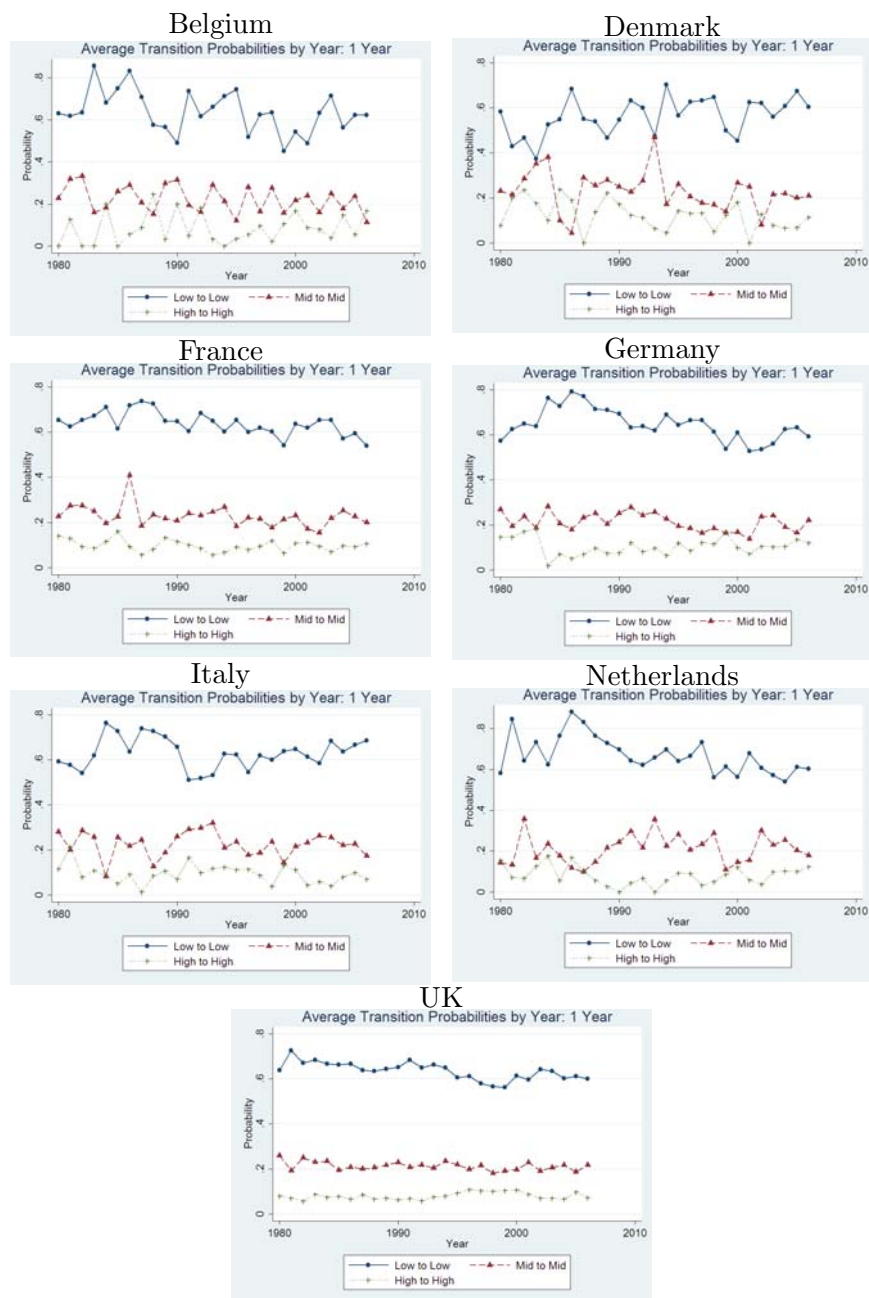 Belgium
Average Transition Probabilities by Year: 1 Year
Probability
.8
.6
.4
.2
0
1980 1990 2000 2010
Year
Low to Low Mid to Mid
High to High
Denmark
Average Transition Probabilities by Year: 1 Year
Probability
.8
.6
.4
.2
0
1980 1990 2000 2010
Year
Low to Low Mid to Mid
High to High
France
Average Transition Probabilities by Year: 1 Year
Probability
.8
.6
.4
.2
0
1980 1990 2000 2010
Year
Low to Low Mid to Mid
High to High
Germany
Average Transition Probabilities by Year: 1 Year
Probability
.8
.6
.4
.2
0
1980 1990 2000 2010
Year
Low to Low Mid to Mid
High to High
Italy
Average Transition Probabilities by Year: 1 Year
Probability
.8
.6
.4
.2
0
1980 1990 2000 2010
Year
Low to Low Mid to Mid
High to High
Netherlands
Average Transition Probabilities by Year: 1 Year
Probability
.8
.6
.4
.2
0
1980 1990 2000 2010
Year
Low to Low Mid to Mid
High to High
UK
Average Transition Probabilities by Year: 1 Year
Probability
.8
.6
.4
.2
0
1980 1990 2000 2010
Year
Low to Low Mid to Mid
High to High